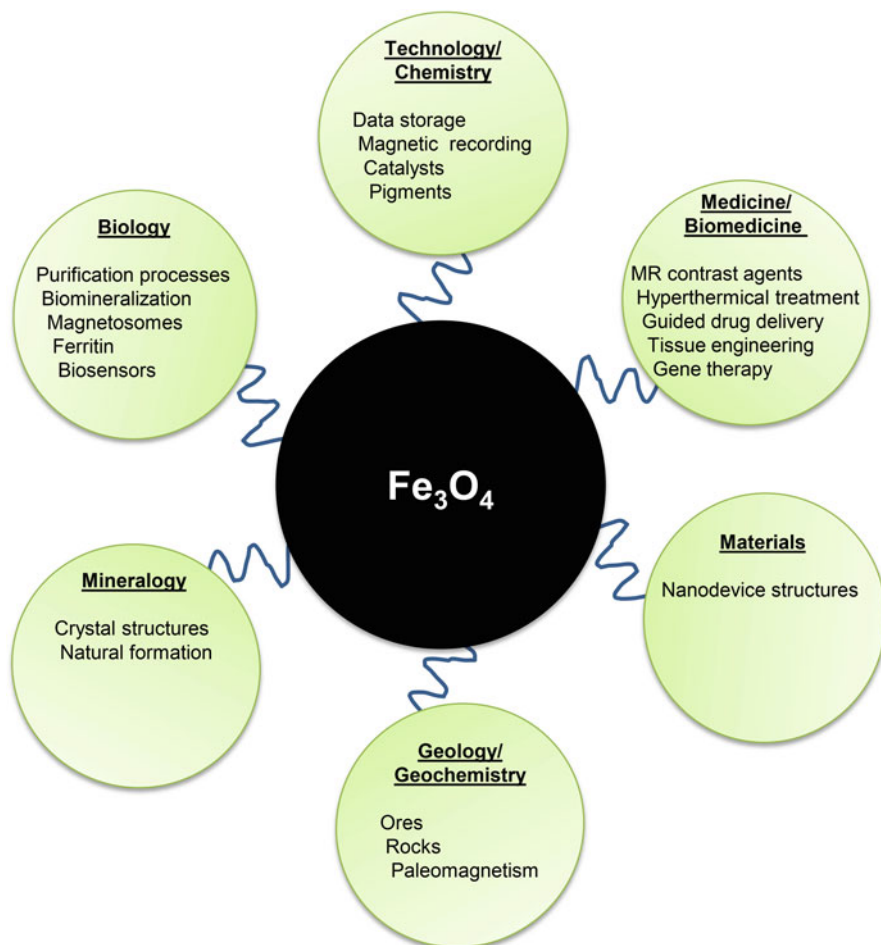 Technology/
Chemistry
Data storage
Magnetic recording
Catalysts
Pigments
Medicine/
Biomedicine
MR contrast agents
Hyperthermical treatment
Guided drug delivery
Tissue engineering
Gene therapy
Biology
Purification processes
Biomineralization
Magnetosomes
Ferritin
Biosensors
Fe₃O₄
Materials
Nanodevice structures
Mineralogy
Crystal structures
Natural formation
Geology/
Geochemistry
Ores
Rocks
Paleomagnetism